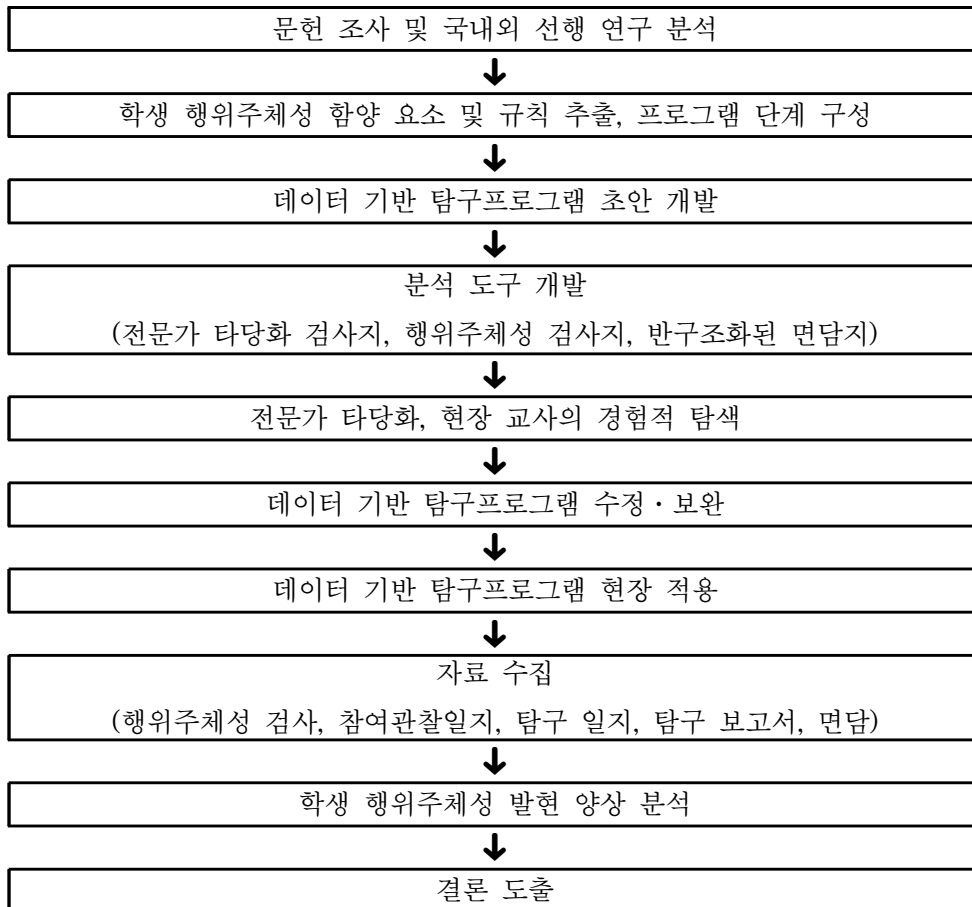 문헌 조사 및 국내외 선행 연구 분석
학생 행위주체성 함양 요소 및 규칙 추출, 프로그램 단계 구성
데이터 기반 탐구프로그램 초안 개발
분석 도구 개발
(전문가 타당화 검사지, 행위주체성 검사지, 반구조화된 면담지)
전문가 타당화, 현장 교사의 경험적 탐색
데이터 기반 탐구프로그램 수정・보완
데이터 기반 탐구프로그램 현장 적용
자료 수집
(행위주체성 검사, 참여관찰일지, 탐구 일지, 탐구 보고서, 면담)
학생 행위주체성 발현 양상 분석
결론 도출